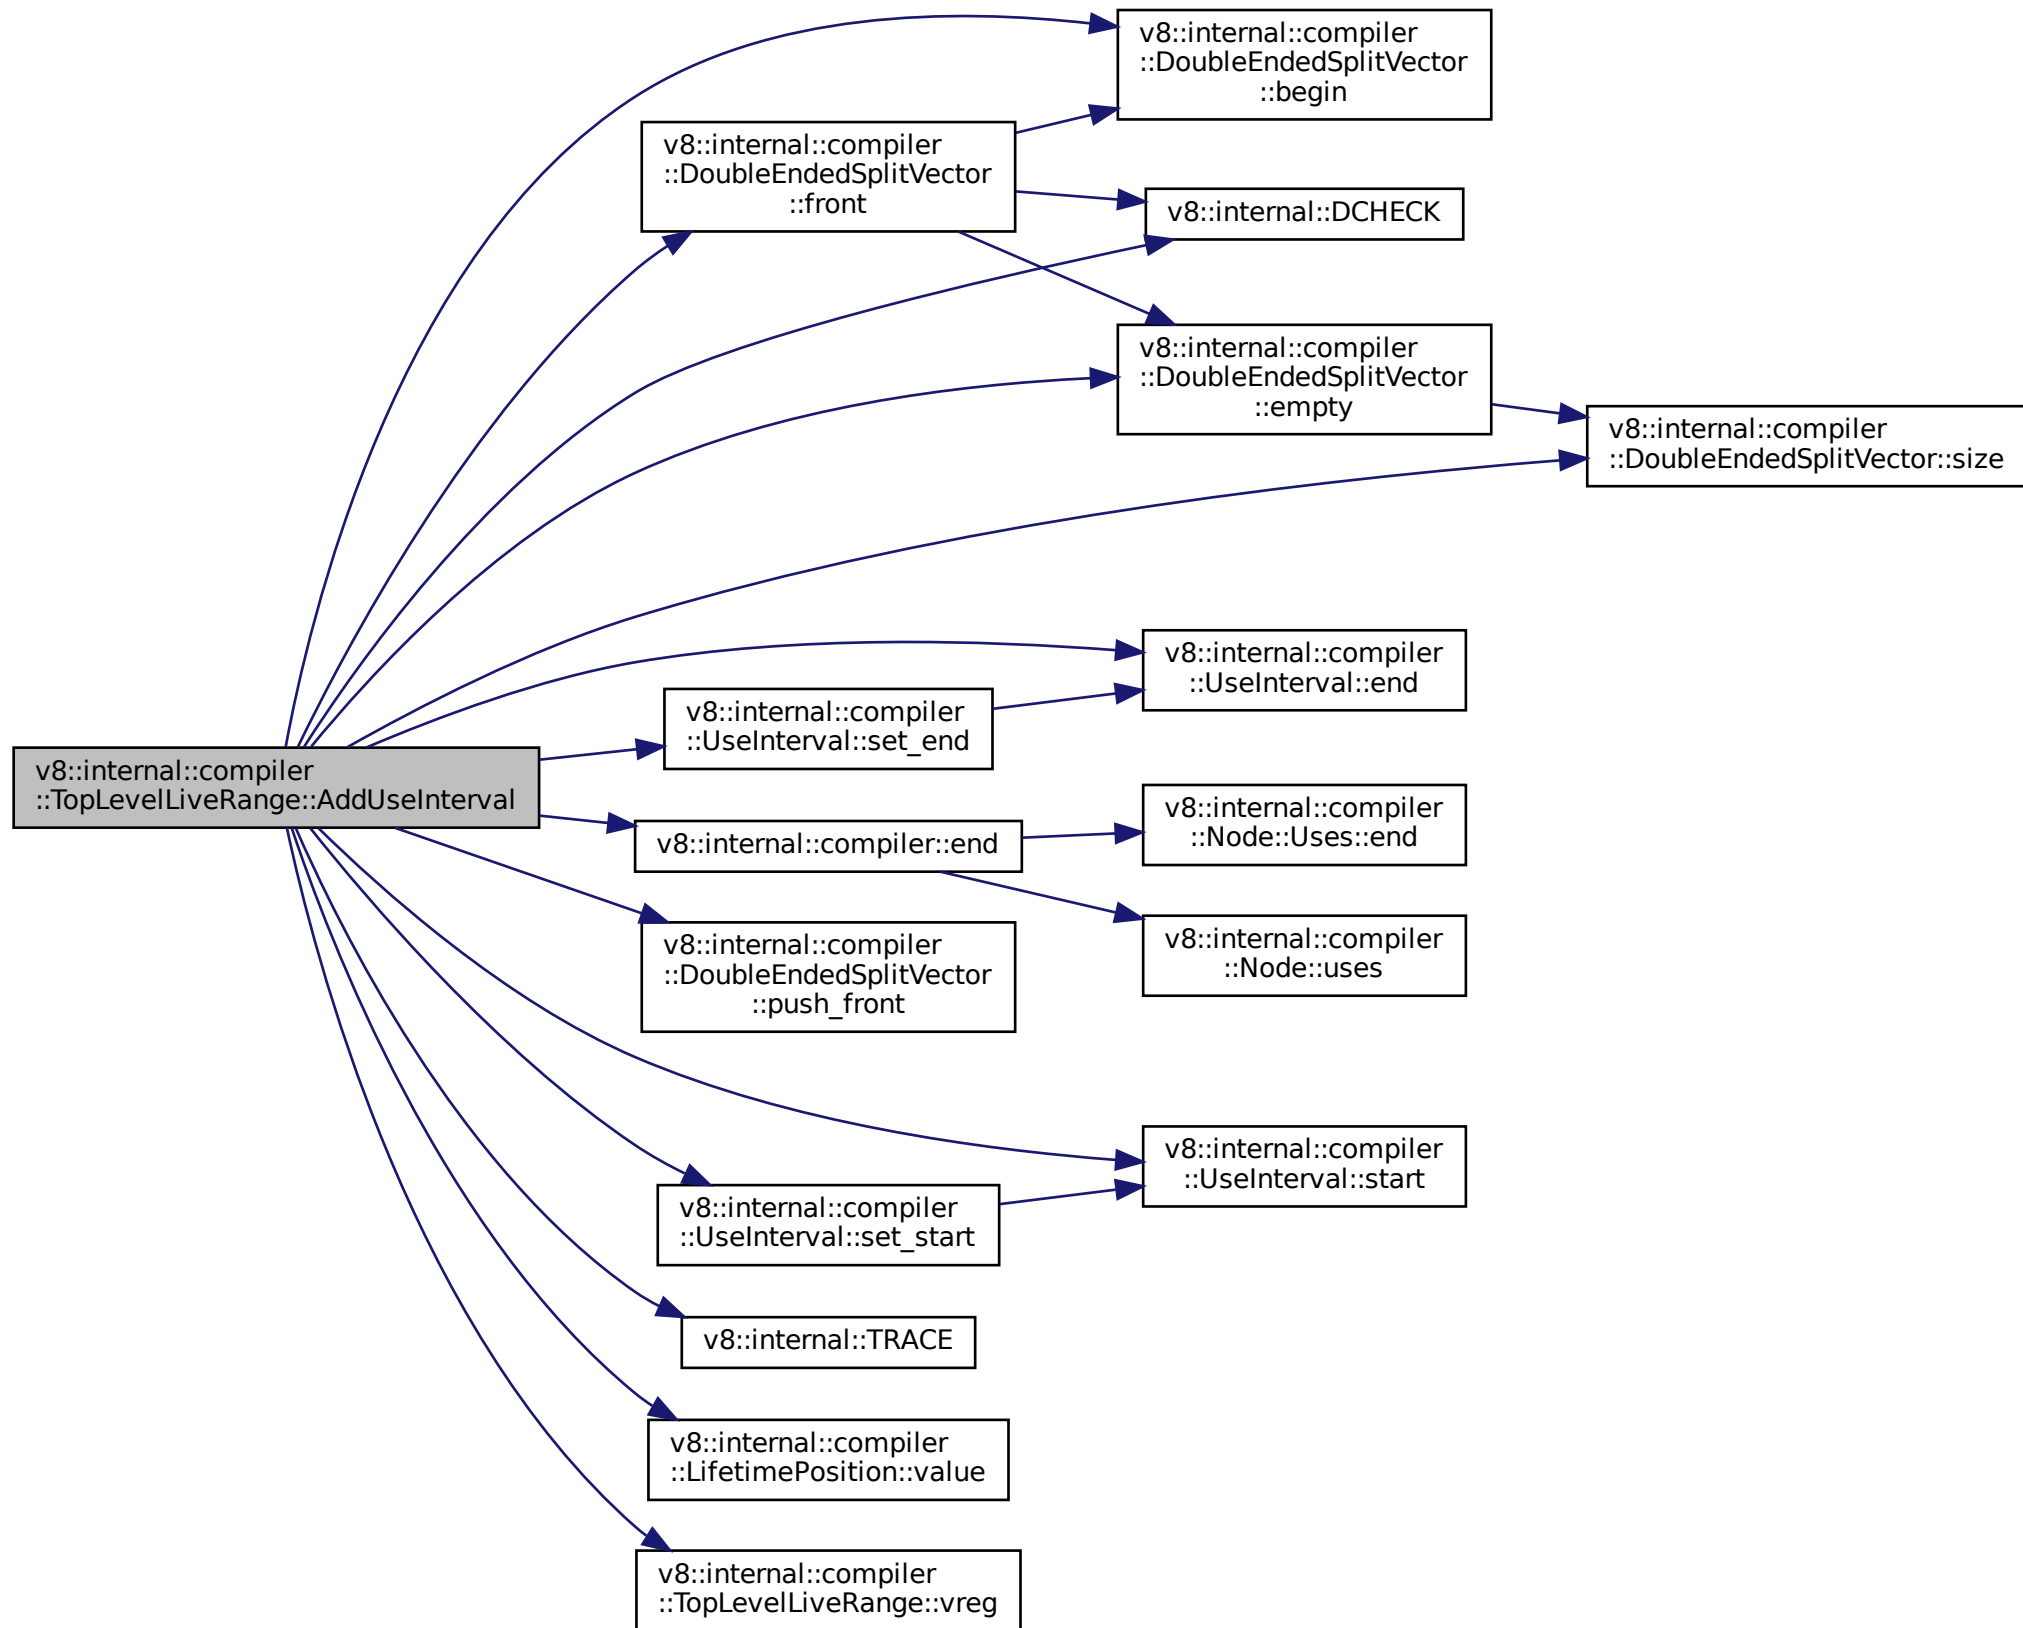 v8::internal::compiler
::TopLevelLiveRange::AddUseInterval
v8::internal::compiler
::DoubleEndedSplitVector
::begin
v8::internal::compiler
::DoubleEndedSplitVector
::front
v8::internal::DCHECK
v8::internal::compiler
::DoubleEndedSplitVector
::empty
v8::internal::compiler
::DoubleEndedSplitVector::size
v8::internal::compiler
::UseInterval::end
v8::internal::compiler
::UseInterval::set_end
v8::internal::compiler::end
v8::internal::compiler
::Node::Uses::end
v8::internal::compiler
::Node::uses
v8::internal::compiler
::DoubleEndedSplitVector
::push_front
v8::internal::compiler
::UseInterval::start
v8::internal::compiler
::UseInterval::set_start
v8::internal::TRACE
v8::internal::compiler
::LifetimePosition::value
v8::internal::compiler
::TopLevelLiveRange::vreg